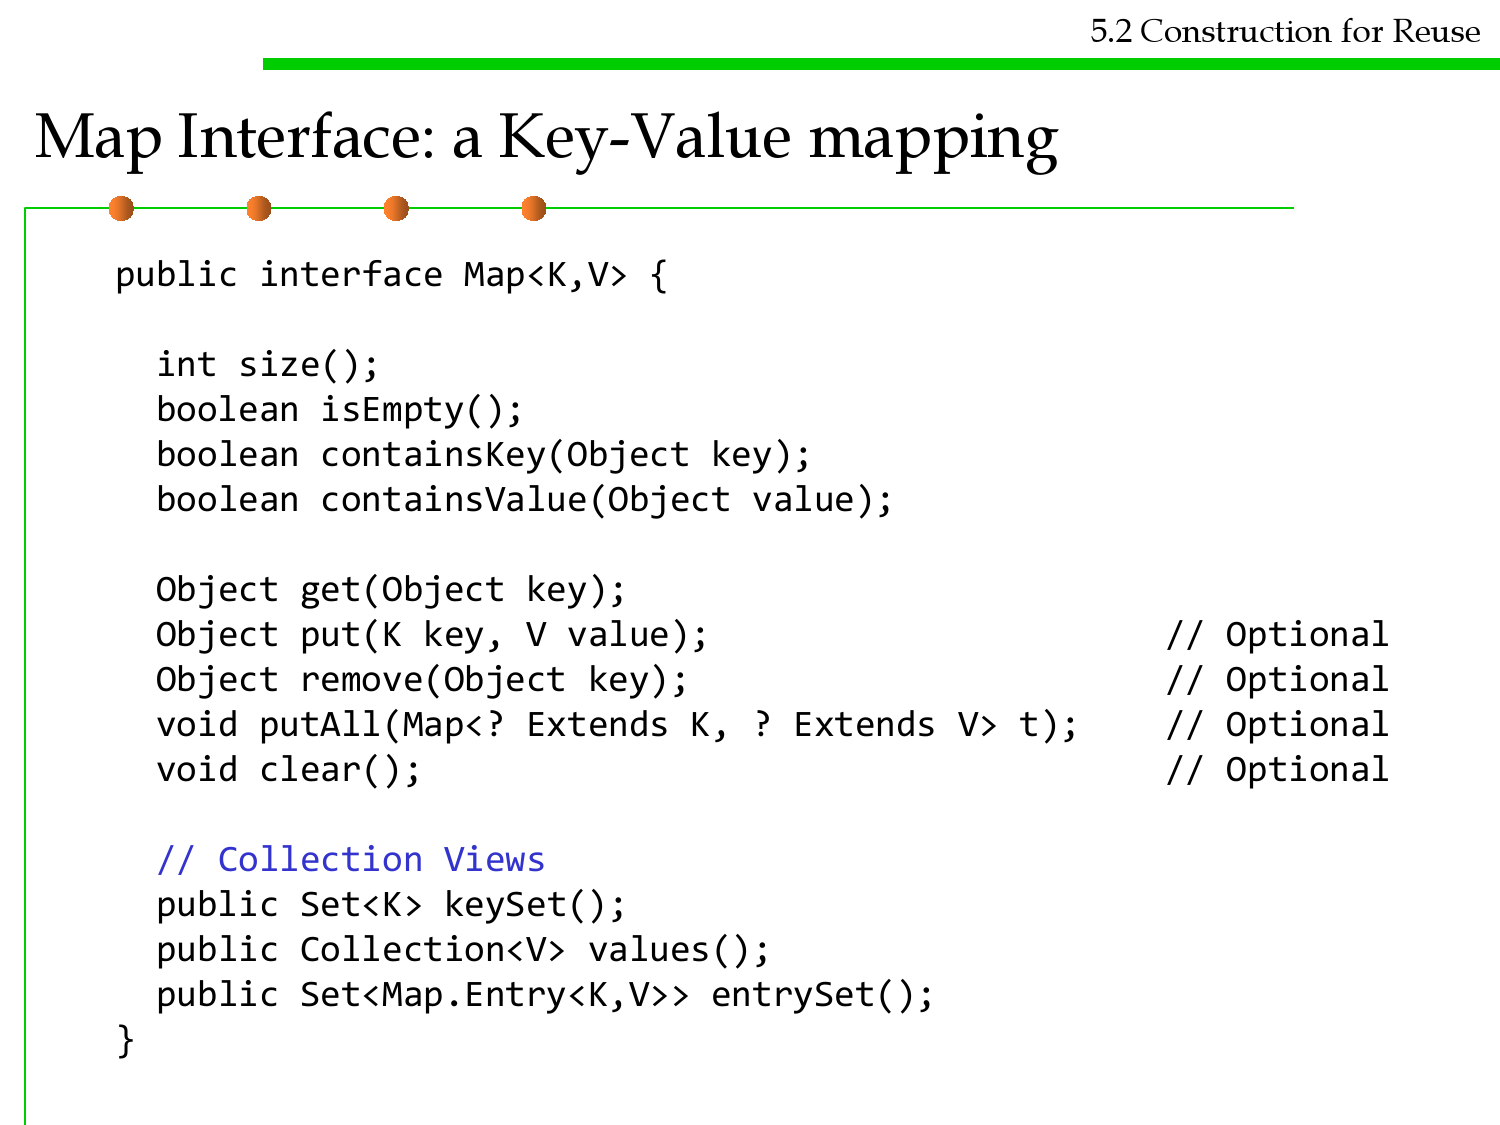 5.2 Construction for Reuse
Map Interface: a Key-Value mapping
public interface Map<K,V> {
int size();
boolean isEmpty();
boolean containsKey(Object key);
boolean containsValue(Object value);
Object get(Object key);
Object put(K key, V value); // Optional
Object remove(Object key); // Optional
void putAll(Map<? Extends K, ? Extends V> t); // Optional
void clear(); // Optional
// Collection Views
public Set<K> keySet();
public Collection<V> values();
public Set<Map.Entry<K,V>> entrySet();
}